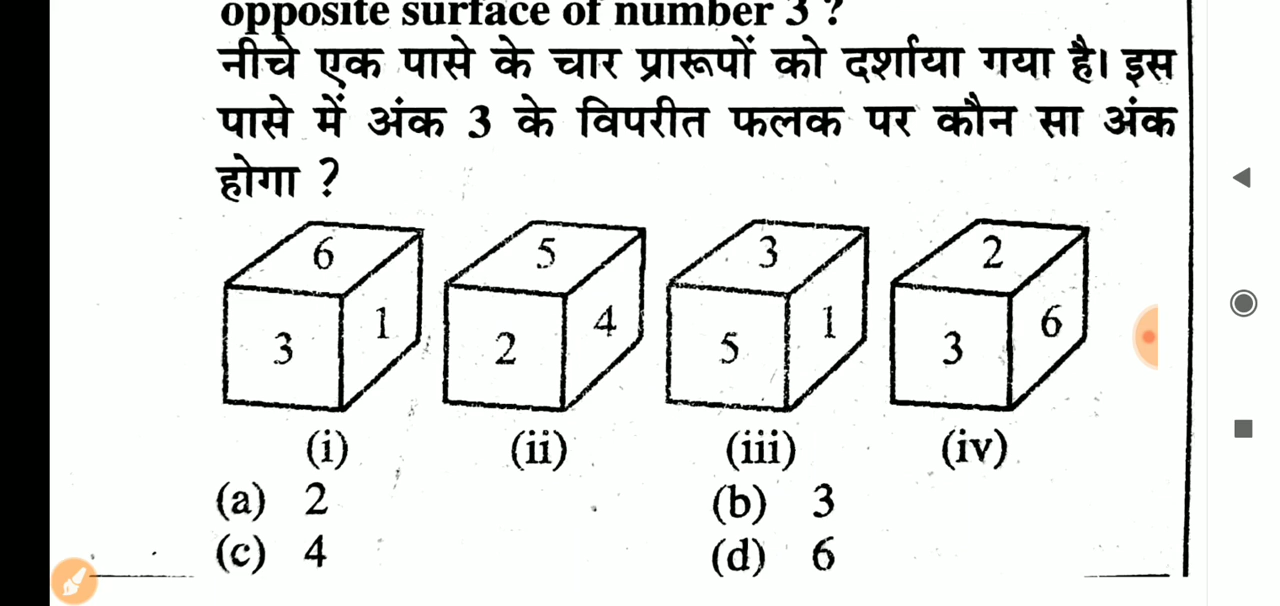 opposite surface of number 3 ?
नीचे एक पासे के चार प्रारूपों को दर्शाया गया है। इस
पासे में अंक 3 के विपरीत फलक पर कौन सा अंक
होगा ?
6 5 3 2
3 1 2 4 5 1 3 6
(i) (ii) (iii) (iv)
(a) 2 (b) 3
(c) 4 (d) 6